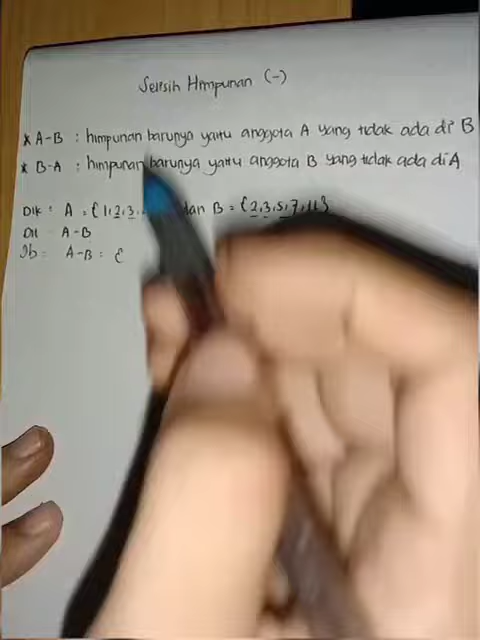 Selisih Himpunan (-)
* A-B : himpunan barunya yaitu anggota A yang tidak ada di B
* B-A : himpunan barunya yaitu anggota B yang tidak ada di A
Dik : A = {1, 2, 3, dan B = {2, 3, 5, 7, 11}
Dit A-B
Jb = A-B = {